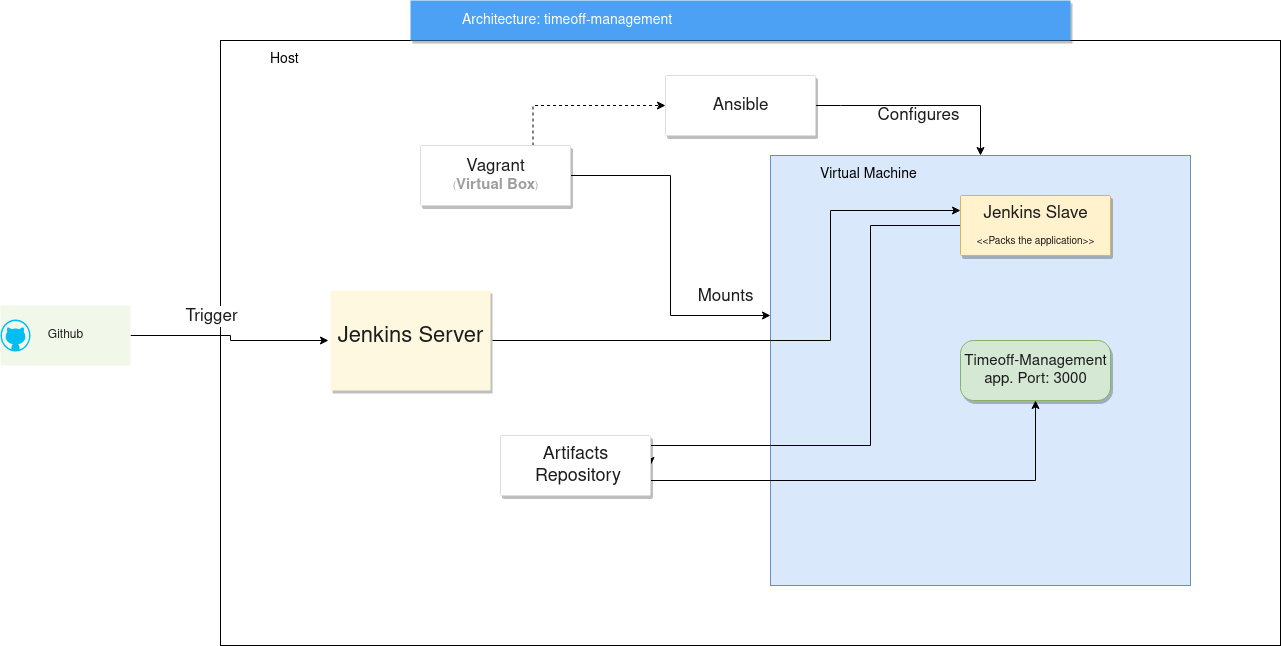 Architecture: timeoff-management
Host
Ansible
Configures
Vagrant
(Virtual Box)
Virtual Machine
Jenkins Slave
<<Packs the application>>
Mounts
Trigger
Github
Jenkins Server
Timeoff-Management
app. Port: 3000
Artifacts
Repository